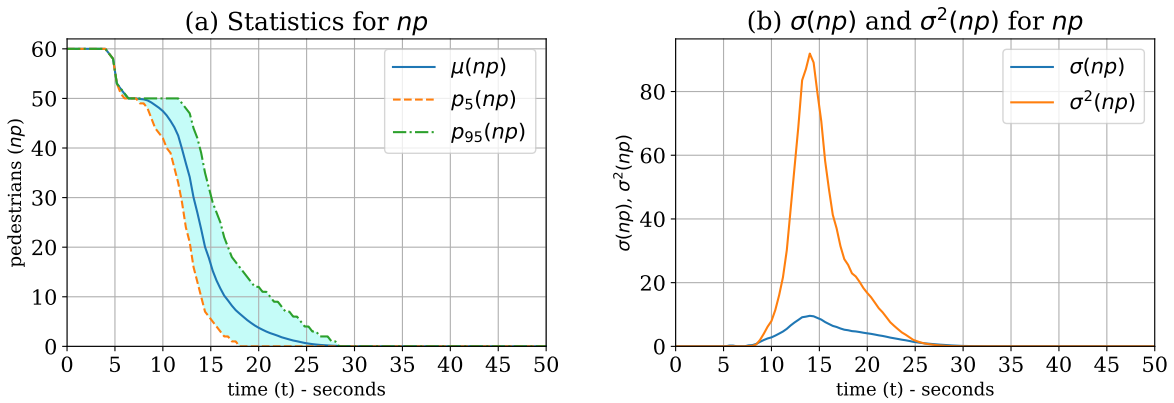 (a) Statistics for np
pedestrians (np)
60
50
40
30
20
10
0
0 5 10 15 20 25 30 35 40 45 50
time (t) - seconds
μ(np)
p₅(np)
p₉₅(np)
(b) σ(np) and σ²(np) for np
σ(np), σ²(np)
80
60
40
20
0
0 5 10 15 20 25 30 35 40 45 50
time (t) - seconds
σ(np)
σ²(np)